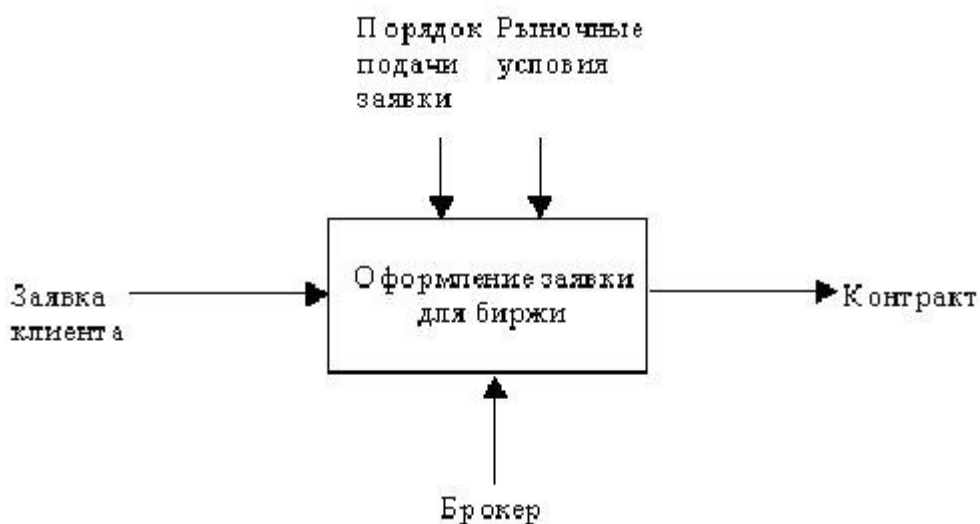 Порядок Рыночные
подачи условия
заявки
Оформление заявки
для биржи
Заявка
клиента
Контракт
Брокер